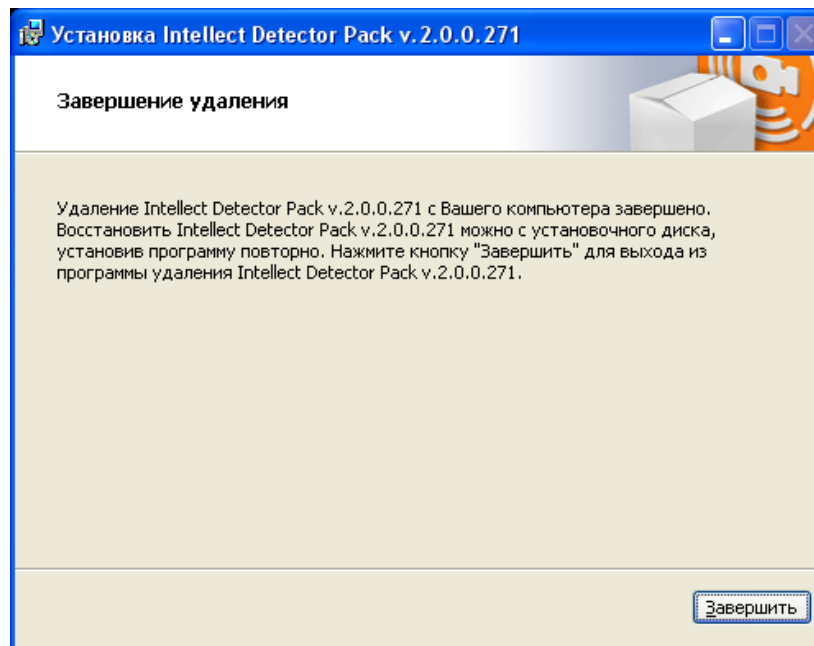 Установка Intellect Detector Pack v.2.0.0.271
Завершение удаления
Удаление Intellect Detector Pack v.2.0.0.271 с Вашего компьютера завершено.
Восстановить Intellect Detector Pack v.2.0.0.271 можно с установочного диска,
установив программу повторно. Нажмите кнопку "Завершить" для выхода из
программы удаления Intellect Detector Pack v.2.0.0.271.
Завершить